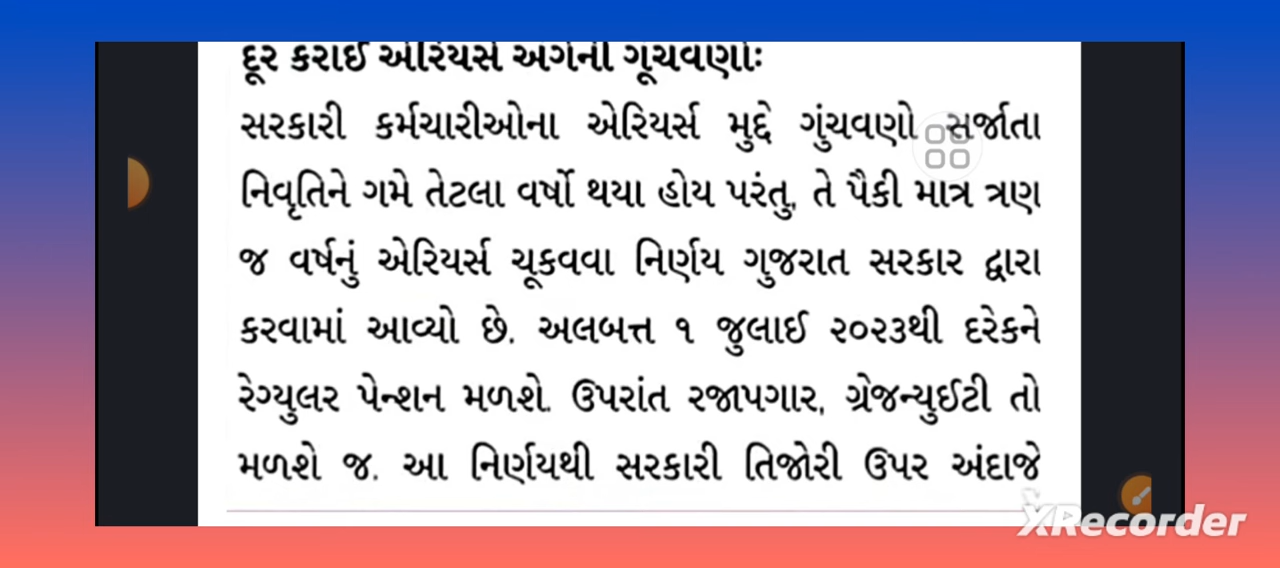 દૂર કરાઈ એરિયર્સ અંગેની ગૂંચવણોઃ
સરકારી કર્મચારીઓના એરિયર્સ મુદ્દે ગુંચવણો સર્જાતા
નિવૃતિને ગમે તેટલા વર્ષો થયા હોય પરંતુ, તે પૈકી માત્ર ત્રણ
જ વર્ષનું એરિયર્સ ચૂકવવા નિર્ણય ગુજરાત સરકાર દ્વારા
કરવામાં આવ્યો છે. અલબત્ત ૧ જુલાઈ ૨૦૨૩થી દરેકને
રેગ્યુલર પેન્શન મળશે. ઉપરાંત રજાપગાર, ગ્રેજન્યુઈટી તો
મળશે જ. આ નિર્ણયથી સરકારી તિજોરી ઉપર અંદાજે
XRecorder